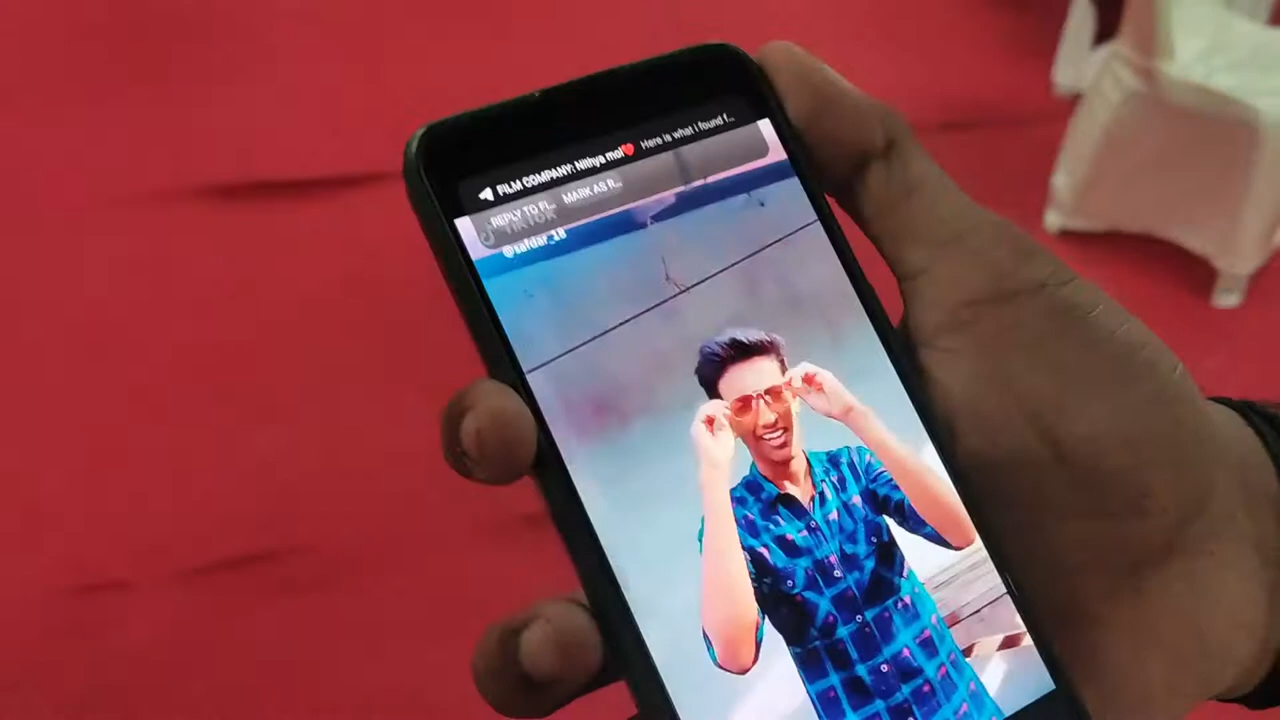 FILM COMPANY: Nithya mol❤️ Here is what i found f...
REPLY TO FI... MARK AS R...
TIKTOK
@safdar_18